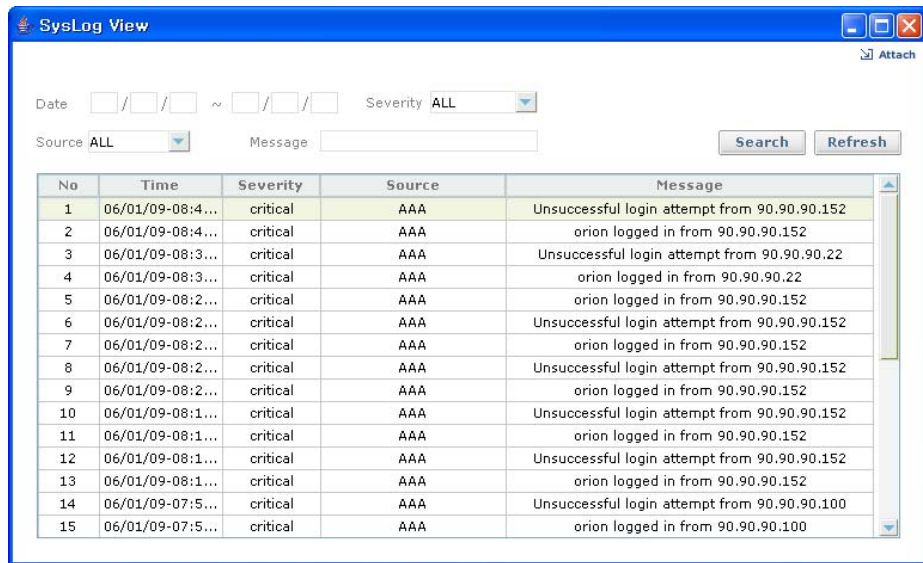 SysLog View
Attach
Date / / ~ / / Severity ALL
Source ALL Message Search Refresh
No Time Severity Source Message
1 06/01/09-08:4... critical AAA Unsuccessful login attempt from 90.90.90.152
2 06/01/09-08:4... critical AAA orion logged in from 90.90.90.152
3 06/01/09-08:3... critical AAA Unsuccessful login attempt from 90.90.90.22
4 06/01/09-08:3... critical AAA orion logged in from 90.90.90.22
5 06/01/09-08:2... critical AAA orion logged in from 90.90.90.152
6 06/01/09-08:2... critical AAA Unsuccessful login attempt from 90.90.90.152
7 06/01/09-08:2... critical AAA orion logged in from 90.90.90.152
8 06/01/09-08:2... critical AAA Unsuccessful login attempt from 90.90.90.152
9 06/01/09-08:2... critical AAA orion logged in from 90.90.90.152
10 06/01/09-08:1... critical AAA Unsuccessful login attempt from 90.90.90.152
11 06/01/09-08:1... critical AAA orion logged in from 90.90.90.152
12 06/01/09-08:1... critical AAA Unsuccessful login attempt from 90.90.90.152
13 06/01/09-08:1... critical AAA orion logged in from 90.90.90.152
14 06/01/09-07:5... critical AAA Unsuccessful login attempt from 90.90.90.100
15 06/01/09-07:5... critical AAA orion logged in from 90.90.90.100